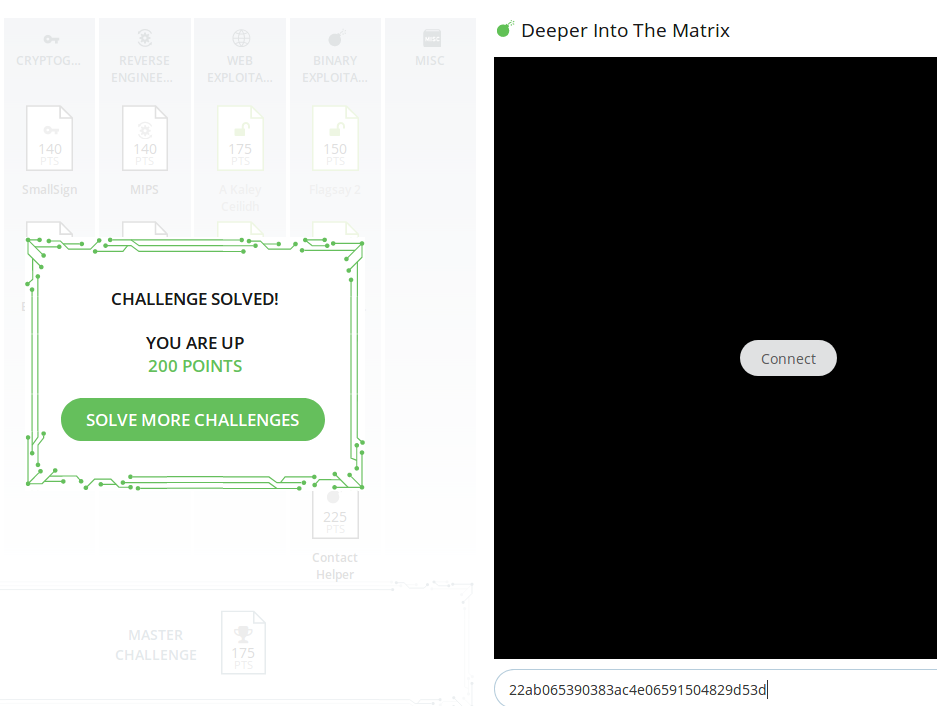 CRYPTOG...
REVERSE
ENGINEE...
WEB
EXPLOITA...
BINARY
EXPLOITA...
MISC
MISC
140
PTS
SmallSign
140
PTS
MIPS
175
PTS
A Kaley
Ceilidh
150
PTS
Flagsay 2
CHALLENGE SOLVED!
YOU ARE UP
200 POINTS
SOLVE MORE CHALLENGES
225
PTS
Contact
Helper
MASTER
CHALLENGE
175
PTS
Deeper Into The Matrix
Connect
22ab065390383ac4e06591504829d53d